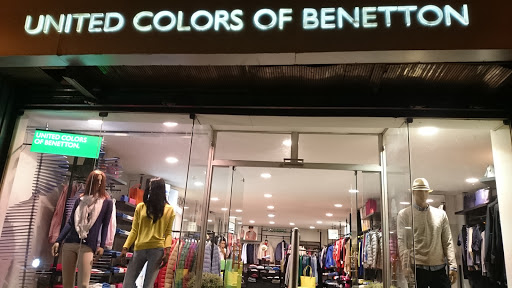 UNITED COLORS OF BENETTON
UNITED COLORS
OF BENETTON.